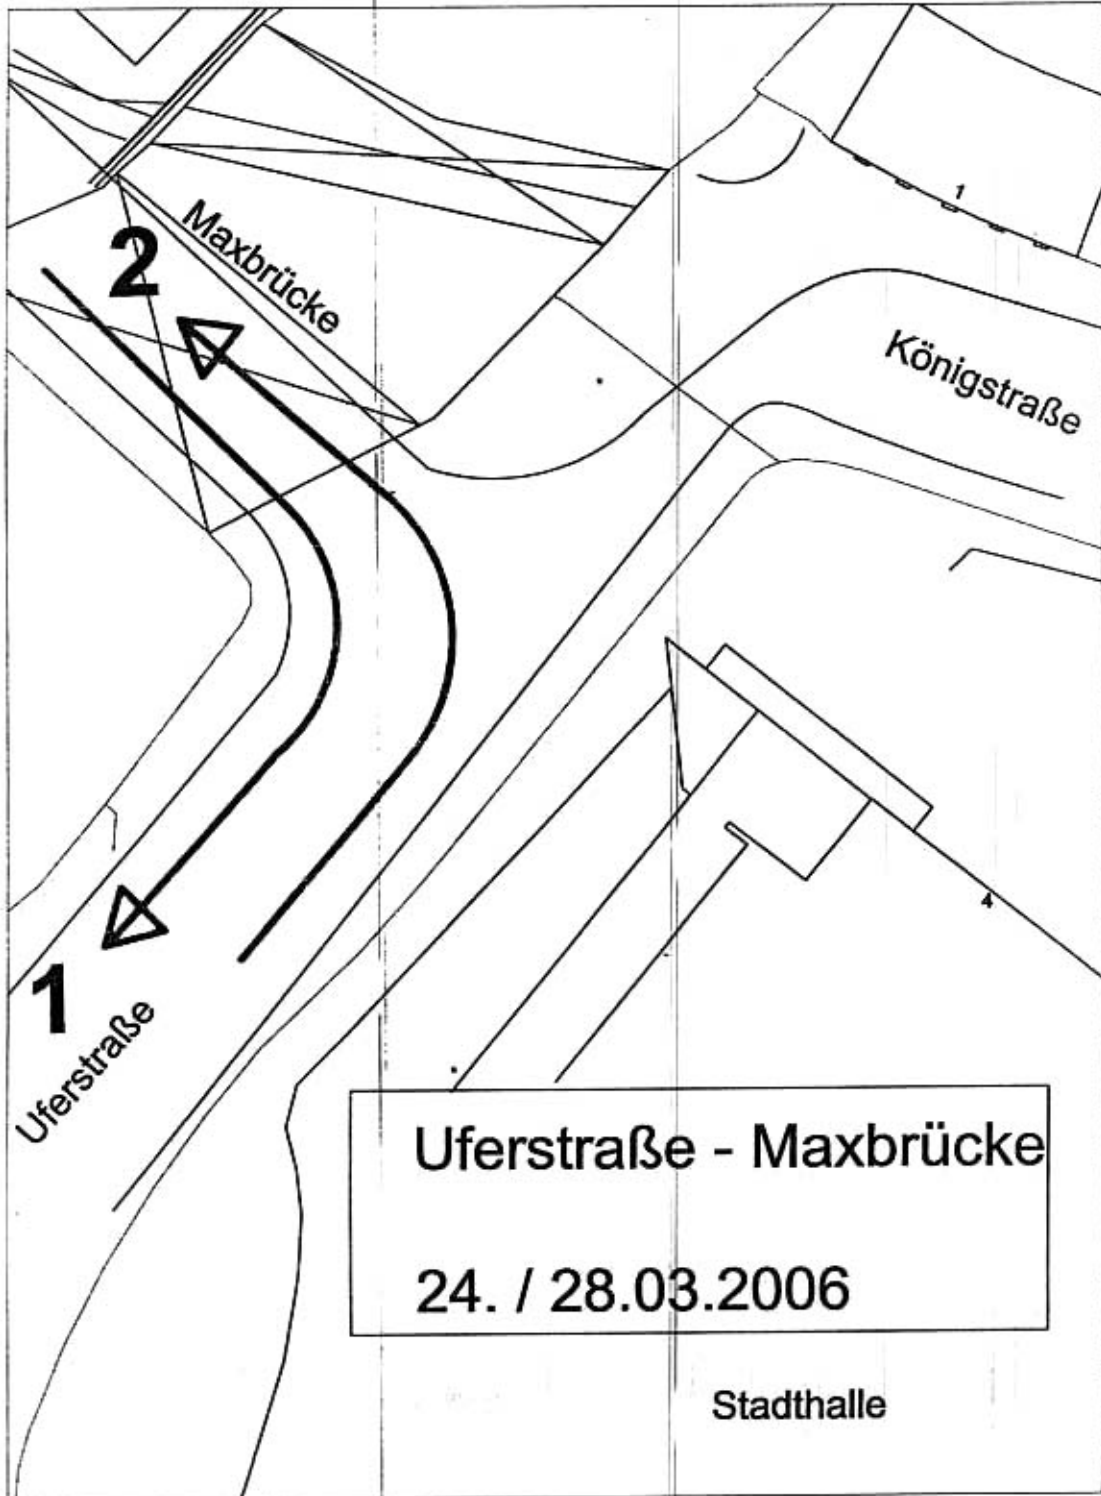 1
2
Maxbrücke
Königstraße
4
1
Uferstraße
Uferstraße - Maxbrücke
24. / 28.03.2006
Stadthalle